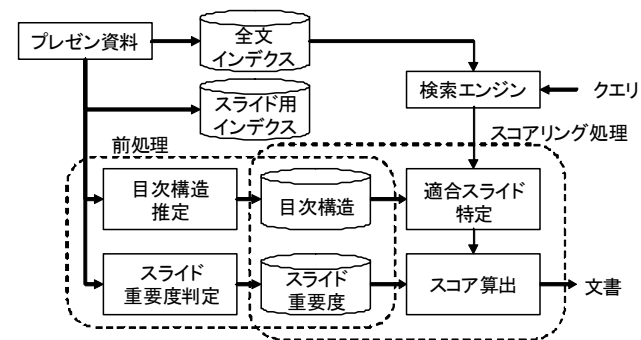 プレゼン資料
全文
インデクス
検索エンジン
クエリ
スライド用
インデクス
スコアリング処理
前処理
目次構造
推定
目次構造
適合スライド
特定
スライド
重要度判定
スライド
重要度
スコア算出
文書